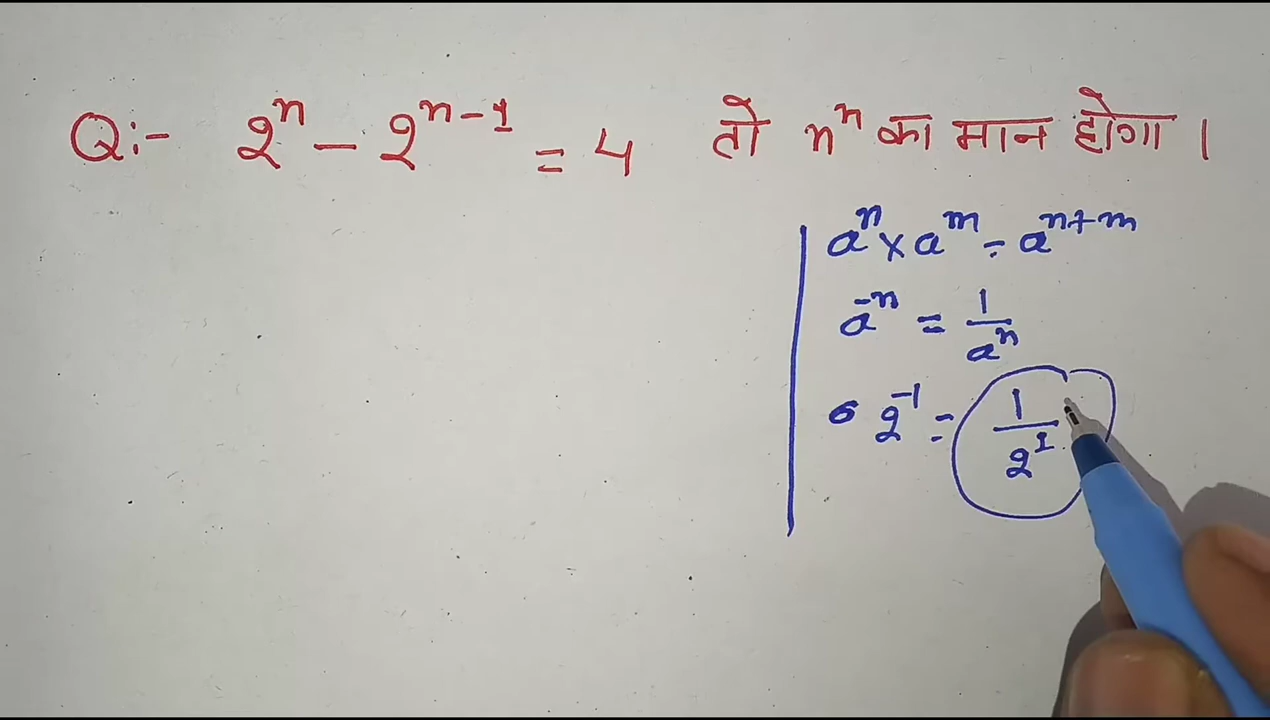 Q:- 2ⁿ - 2ⁿ⁻¹ = 4 तो nⁿ का मान होगा ।
aⁿ × aᵐ = aⁿ⁺ᵐ
a⁻ⁿ = 1/aⁿ
2⁻¹ = 1/2¹